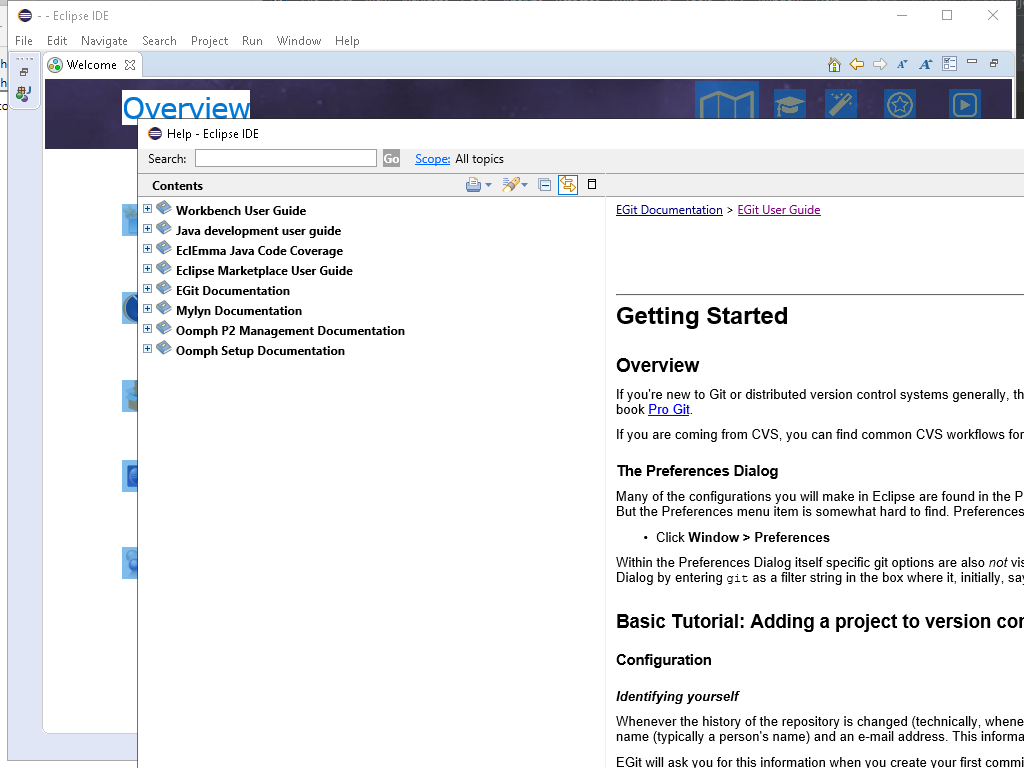 - - Eclipse IDE
File Edit Navigate Search Project Run Window Help
Welcome
Overview
Help - Eclipse IDE
Search: Go Scope: All topics
Contents
Workbench User Guide
Java development user guide
EclEmma Java Code Coverage
Eclipse Marketplace User Guide
EGit Documentation
Mylyn Documentation
Oomph P2 Management Documentation
Oomph Setup Documentation
EGit Documentation > EGit User Guide
Getting Started
Overview
If you're new to Git or distributed version control systems generally, th
book Pro Git.
If you are coming from CVS, you can find common CVS workflows for
The Preferences Dialog
Many of the configurations you will make in Eclipse are found in the P
But the Preferences menu item is somewhat hard to find. Preferences
• Click Window > Preferences
Within the Preferences Dialog itself specific git options are also not vis
Dialog by entering git as a filter string in the box where it, initially, say
Basic Tutorial: Adding a project to version con
Configuration
Identifying yourself
Whenever the history of the repository is changed (technically, whene
name (typically a person's name) and an e-mail address. This informa
EGit will ask you for this information when you create your first commi